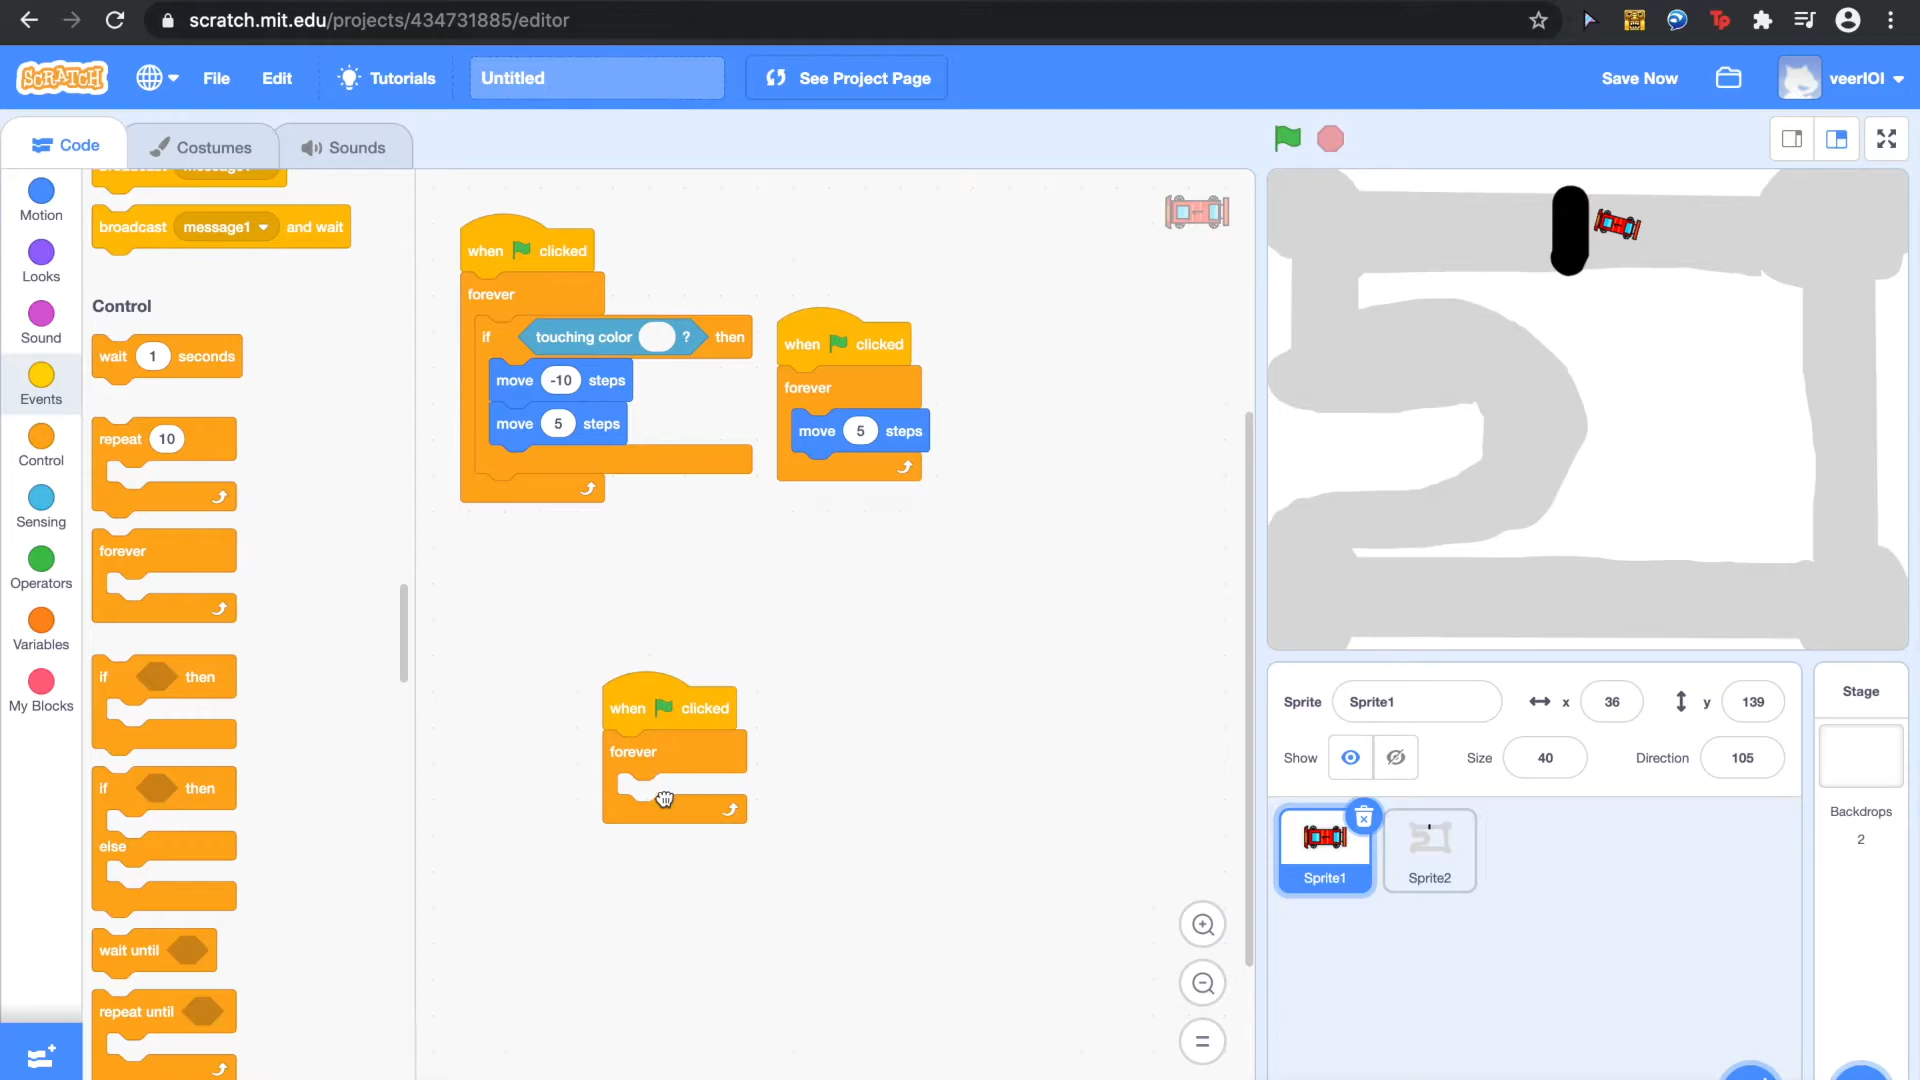 scratch.mit.edu/projects/434731885/editor
Tp
SCRATCH
File
Edit
Tutorials
Untitled
See Project Page
Save Now
veerIOI
Code
Costumes
Sounds
Motion
Looks
Sound
Events
Control
Sensing
Operators
Variables
My Blocks
broadcast message1
broadcast message1 and wait
Control
wait 1 seconds
repeat 10
forever
if then
if then
else
wait until
repeat until
when clicked
forever
if touching color ? then
move -10 steps
move 5 steps
when clicked
forever
move 5 steps
when clicked
forever
Sprite Sprite1 x 36 y 139
Show Size 40 Direction 105
Sprite1
Sprite2
Stage
Backdrops
2